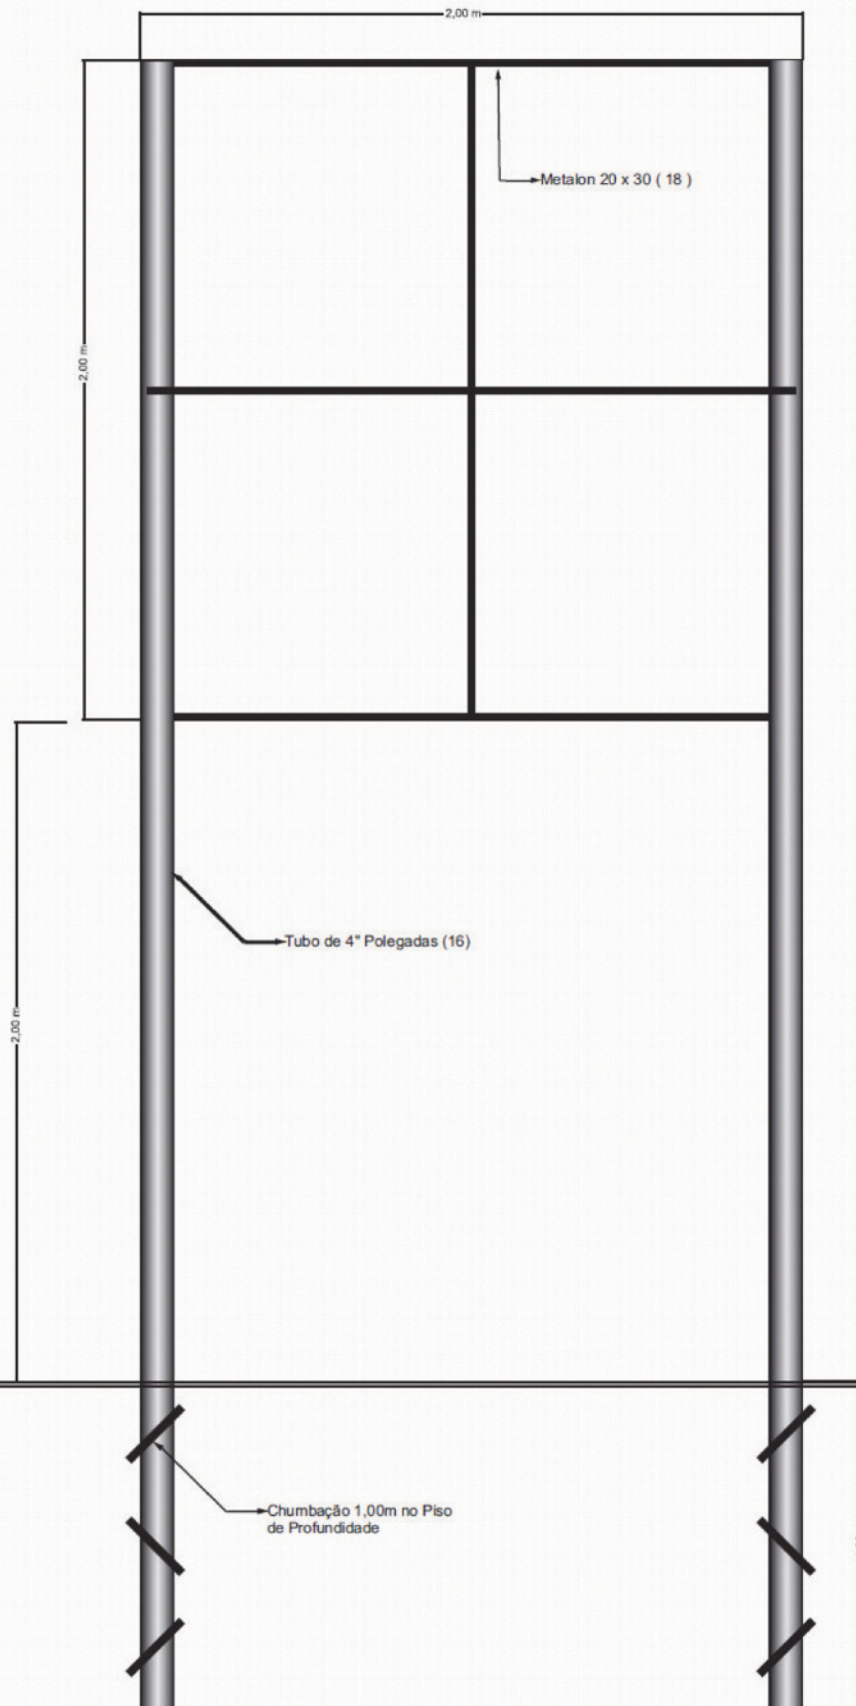 2,00 m
Metalon 20 x 30 ( 18 )
2,00 m
Tubo de 4" Polegadas (16)
2,00 m
Chumbação 1,00m no Piso
de Profundidade